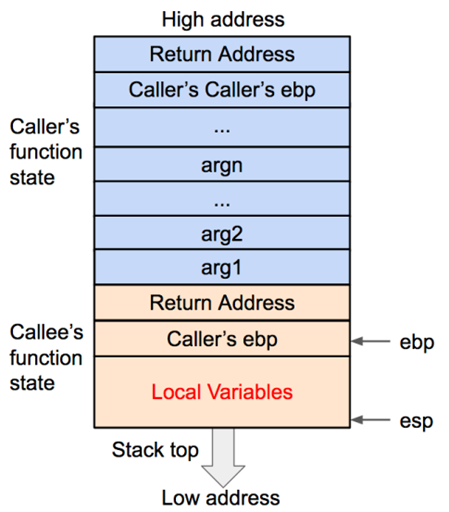 High address
Return Address
Caller's Caller's ebp
...
argn
...
arg2
arg1
Caller's
function
state
Return Address
Caller's ebp
Local Variables
Callee's
function
state
ebp
esp
Stack top
Low address